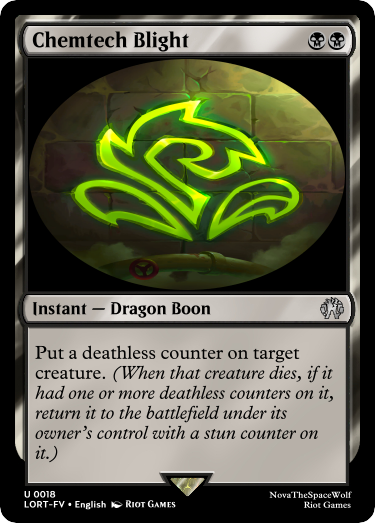 Chemtech Blight
Instant — Dragon Boon
Put a deathless counter on target
creature. (When that creature dies, if it
had one or more deathless counters on it,
return it to the battlefield under its
owner's control with a stun counter on
it.)
U 0018
LORT-FV • English RIOT GAMES
NovaTheSpaceWolf
Riot Games